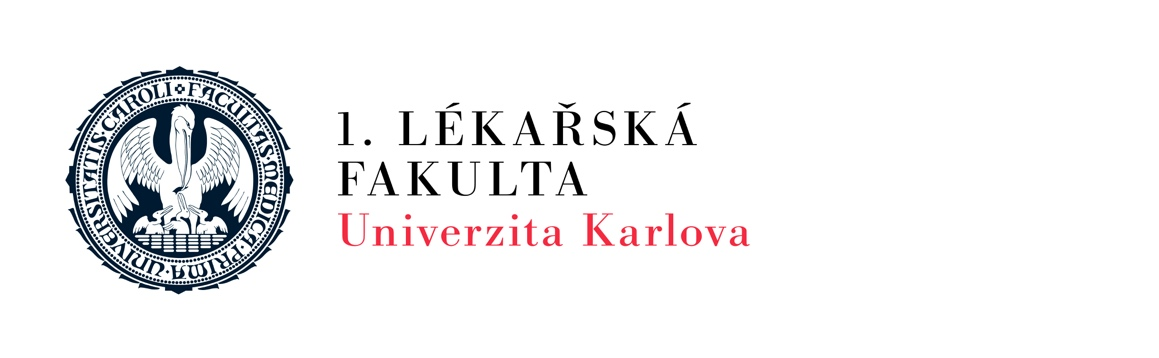 UNIVERSITATIS · CAROLI ✤ FACULTAS · MEDICA · PRIMA ·
1. LÉKAŘSKÁ
FAKULTA
Univerzita Karlova